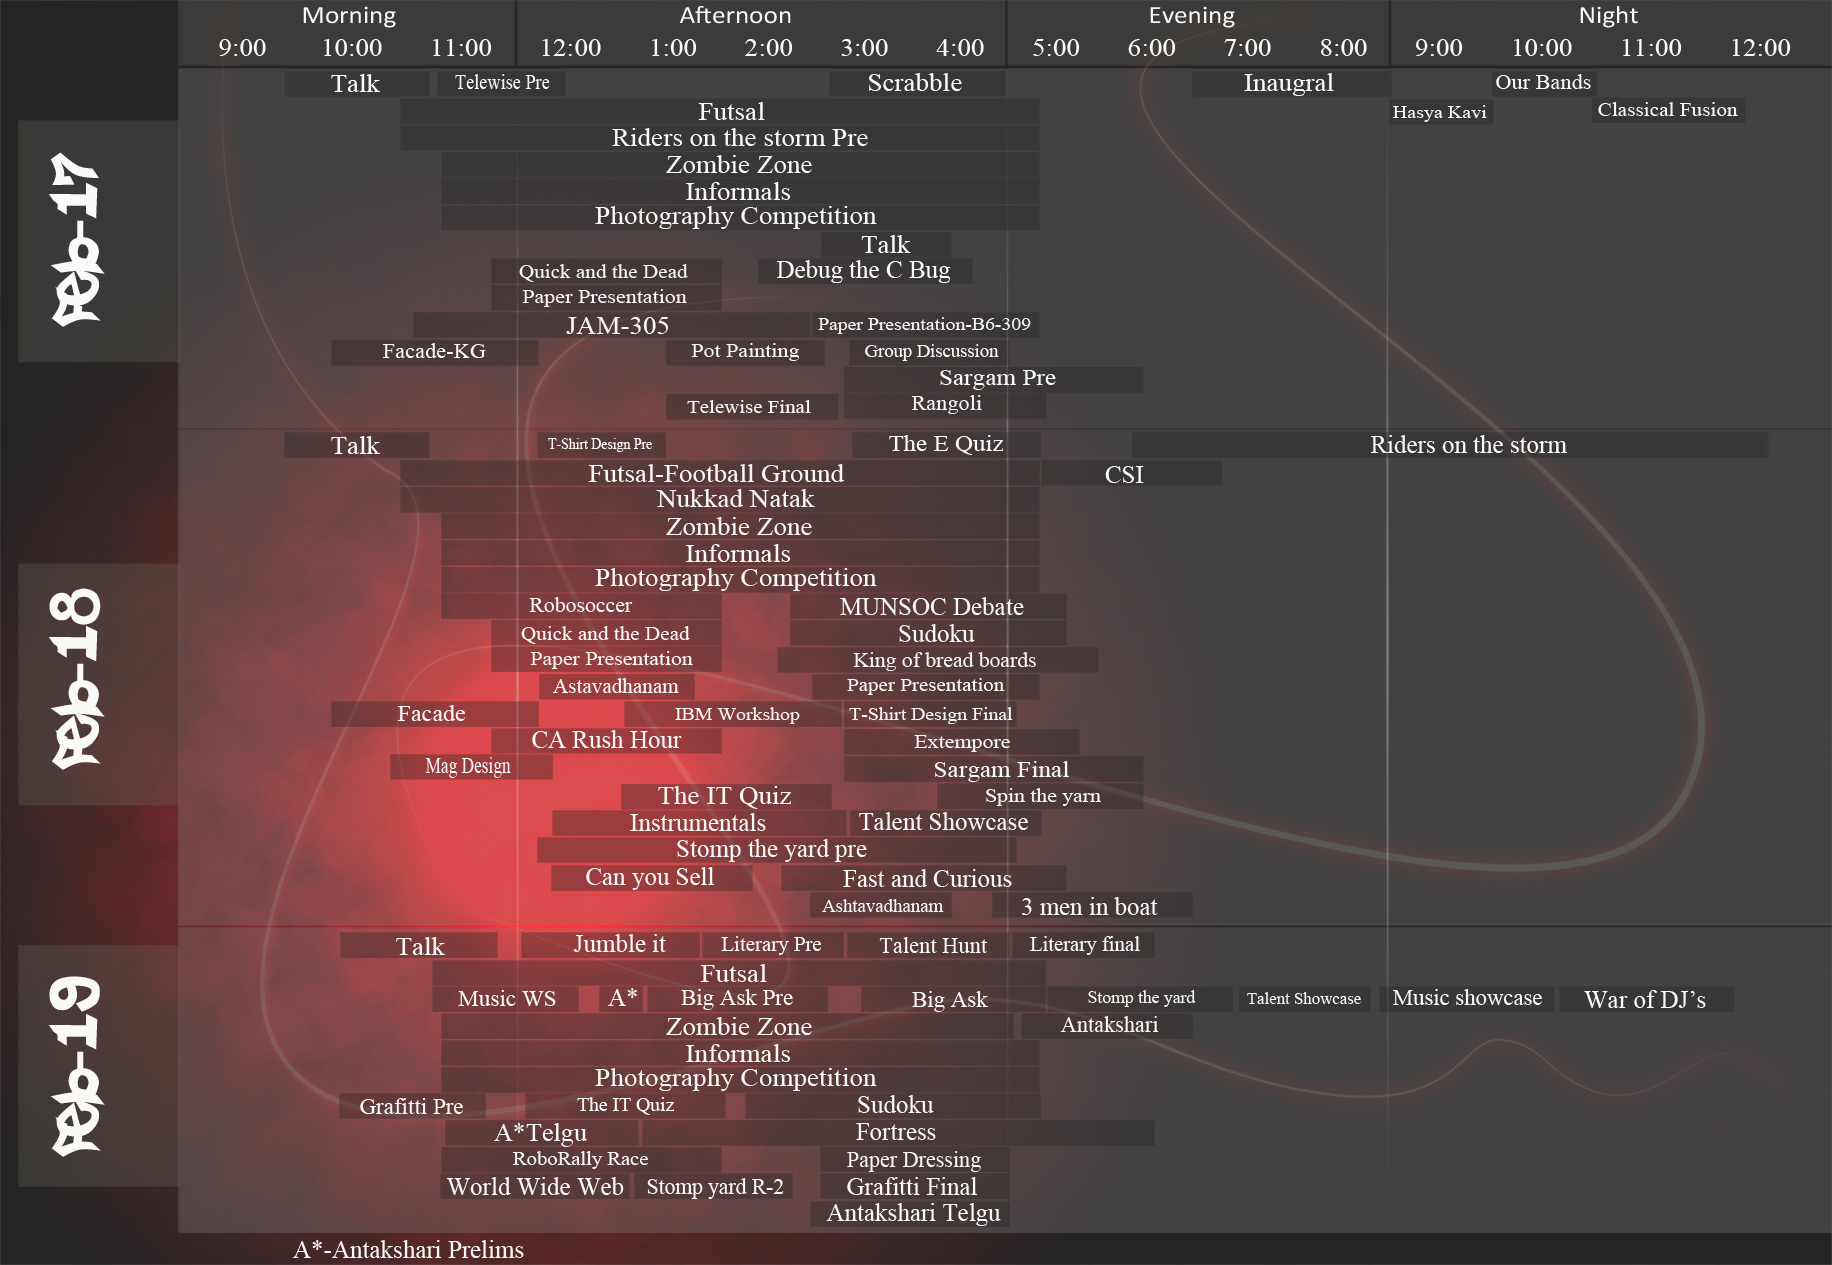 Morning Afternoon Evening Night
9:00 10:00 11:00 12:00 1:00 2:00 3:00 4:00 5:00 6:00 7:00 8:00 9:00 10:00 11:00 12:00
feb-17
Talk Telewise Pre Scrabble Inaugral Our Bands
Futsal Hasya Kavi Classical Fusion
Riders on the storm Pre
Zombie Zone
Informals
Photography Competition
Talk
Quick and the Dead Debug the C Bug
Paper Presentation
JAM-305 Paper Presentation-B6-309
Facade-KG Pot Painting Group Discussion
Sargam Pre
Telewise Final Rangoli
feb-18
Talk T-Shirt Design Pre The E Quiz Riders on the storm
Futsal-Football Ground CSI
Nukkad Natak
Zombie Zone
Informals
Photography Competition
Robosoccer MUNSOC Debate
Quick and the Dead Sudoku
Paper Presentation King of bread boards
Astavadhanam Paper Presentation
Facade IBM Workshop T-Shirt Design Final
CA Rush Hour Extempore
Mag Design Sargam Final
The IT Quiz Spin the yarn
Instrumentals Talent Showcase
Stomp the yard pre
Can you Sell Fast and Curious
Ashtavadhanam 3 men in boat
feb-19
Talk Jumble it Literary Pre Talent Hunt Literary final
Futsal
Music WS A* Big Ask Pre Big Ask Stomp the yard Talent Showcase Music showcase War of DJ’s
Zombie Zone Antakshari
Informals
Photography Competition
Grafitti Pre The IT Quiz Sudoku
A*Telgu Fortress
RoboRally Race Paper Dressing
World Wide Web Stomp yard R-2 Grafitti Final
Antakshari Telgu
A*-Antakshari Prelims